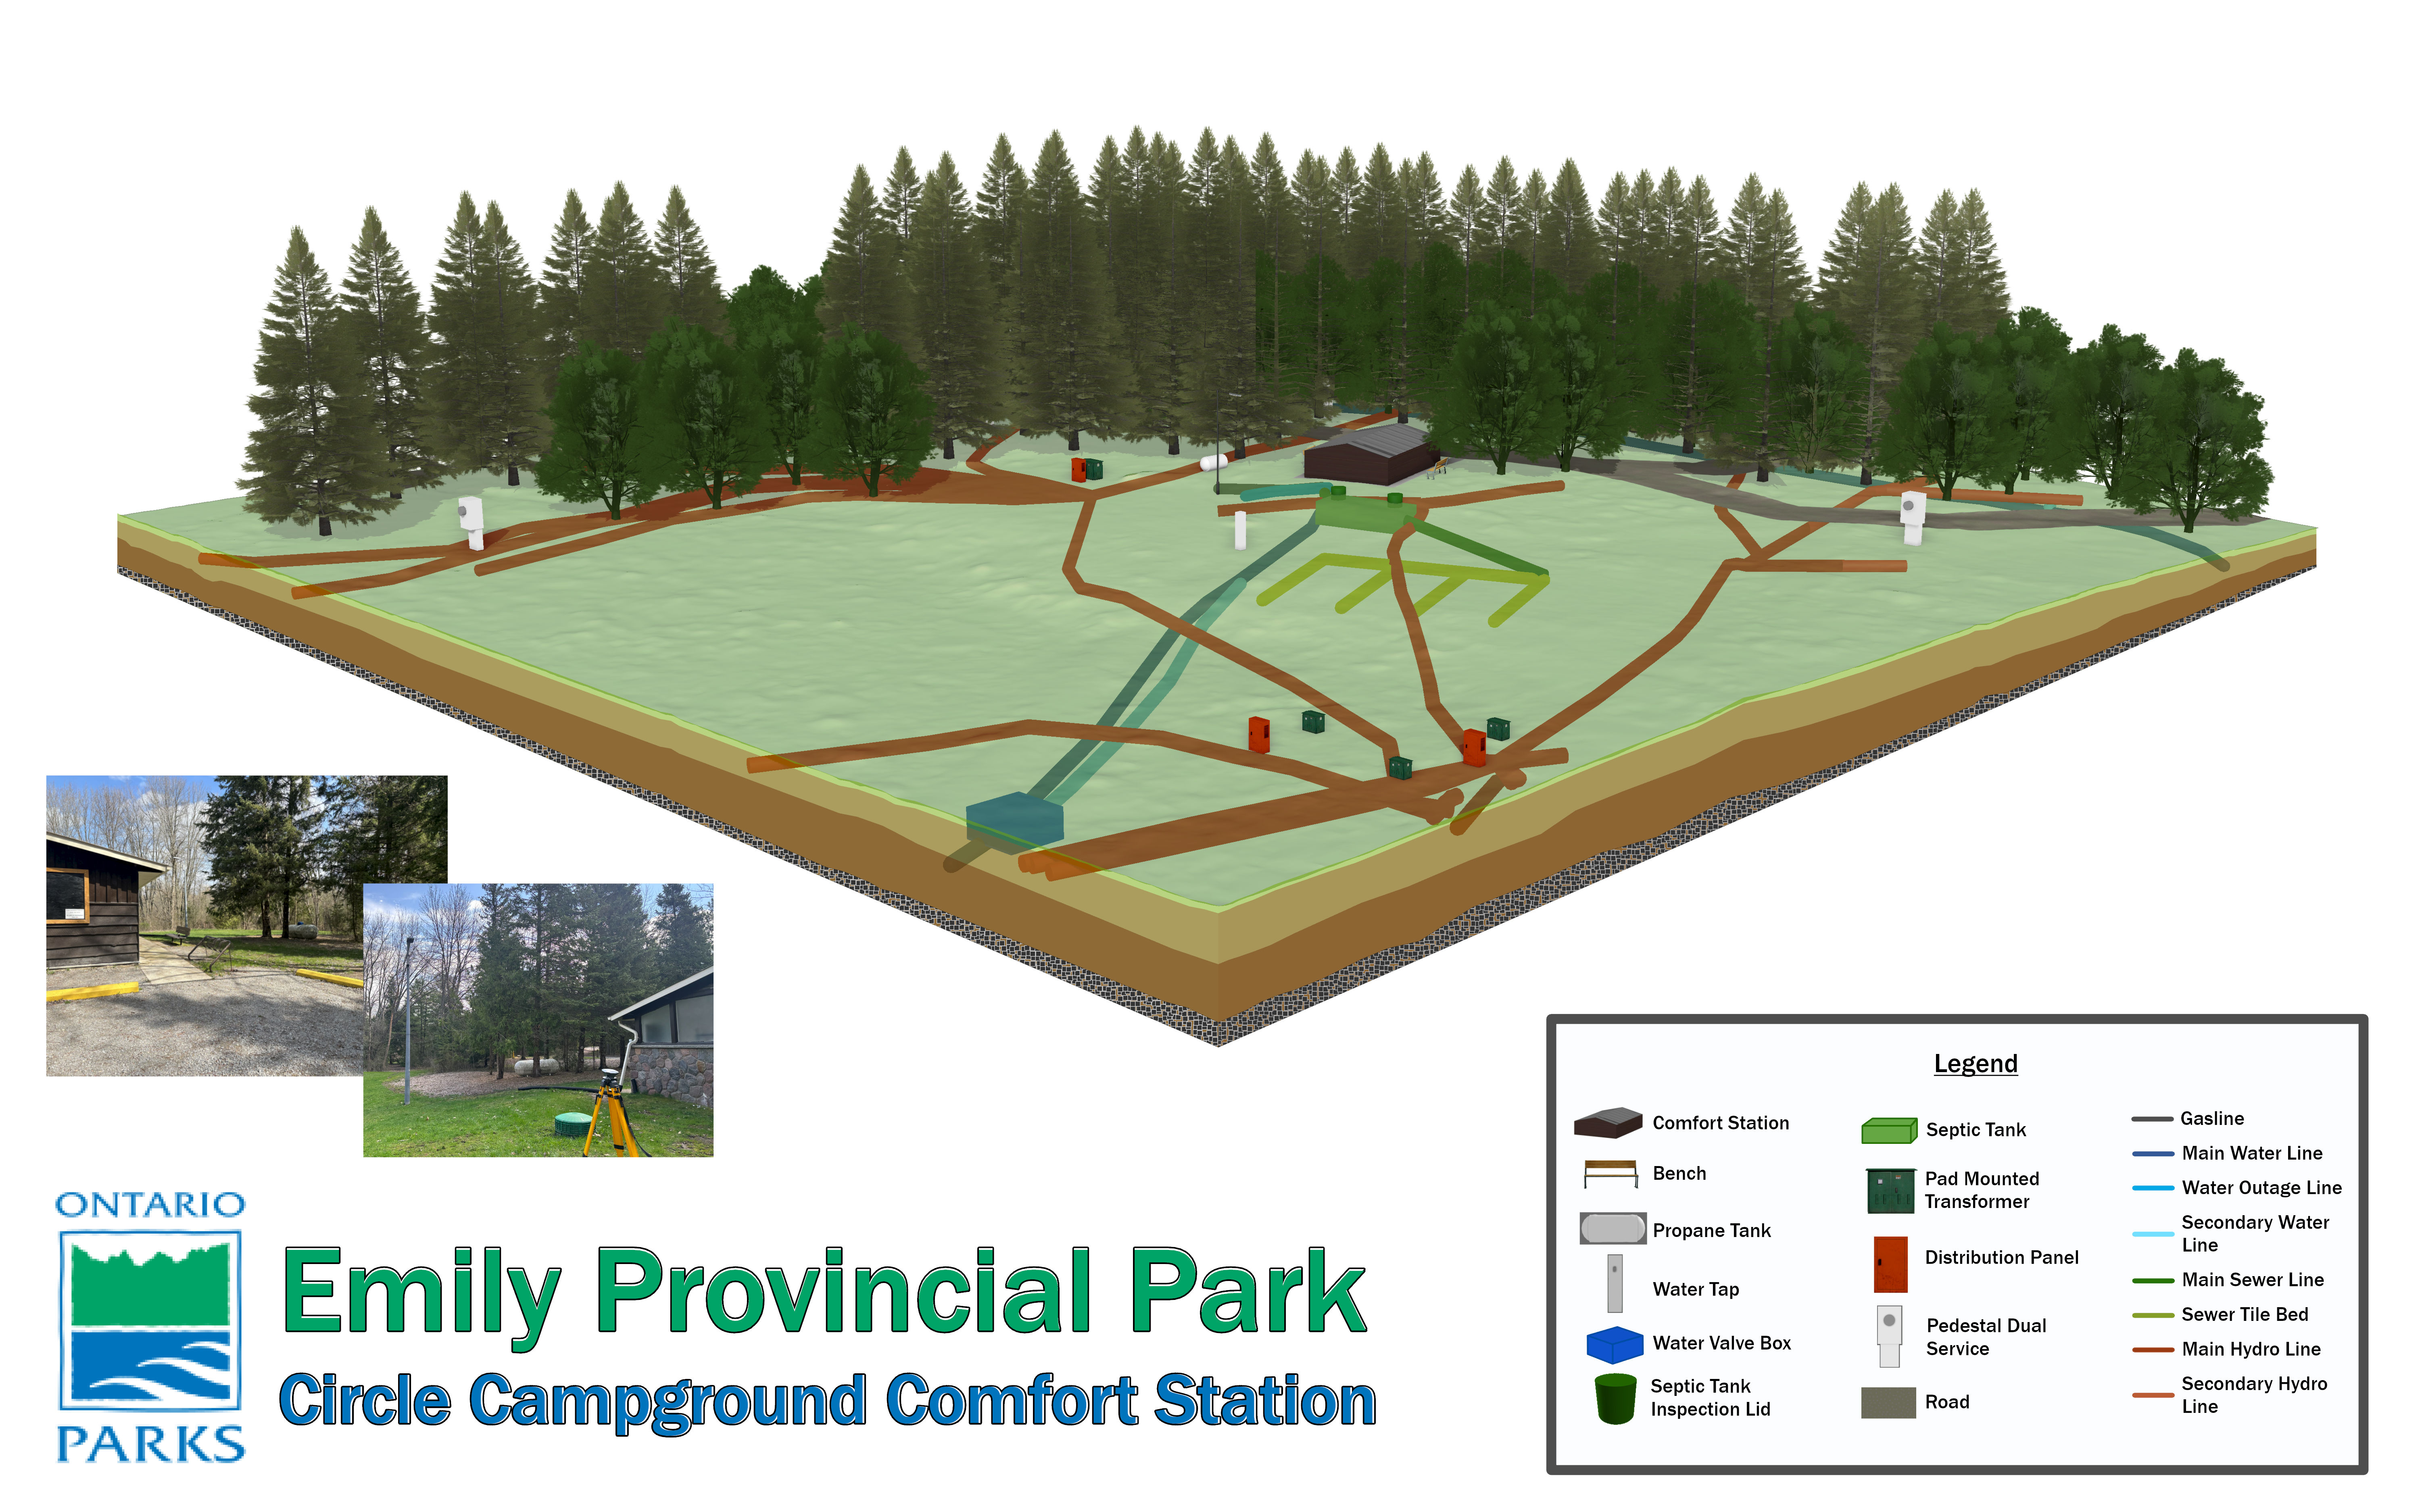 Legend
Comfort Station
Bench
Propane Tank
Water Tap
Water Valve Box
Septic Tank
Inspection Lid
Septic Tank
Pad Mounted
Transformer
Distribution Panel
Pedestal Dual
Service
Road
Gasline
Main Water Line
Water Outage Line
Secondary Water
Line
Main Sewer Line
Sewer Tile Bed
Main Hydro Line
Secondary Hydro
Line
ONTARIO
PARKS
Emily Provincial Park
Circle Campground Comfort Station